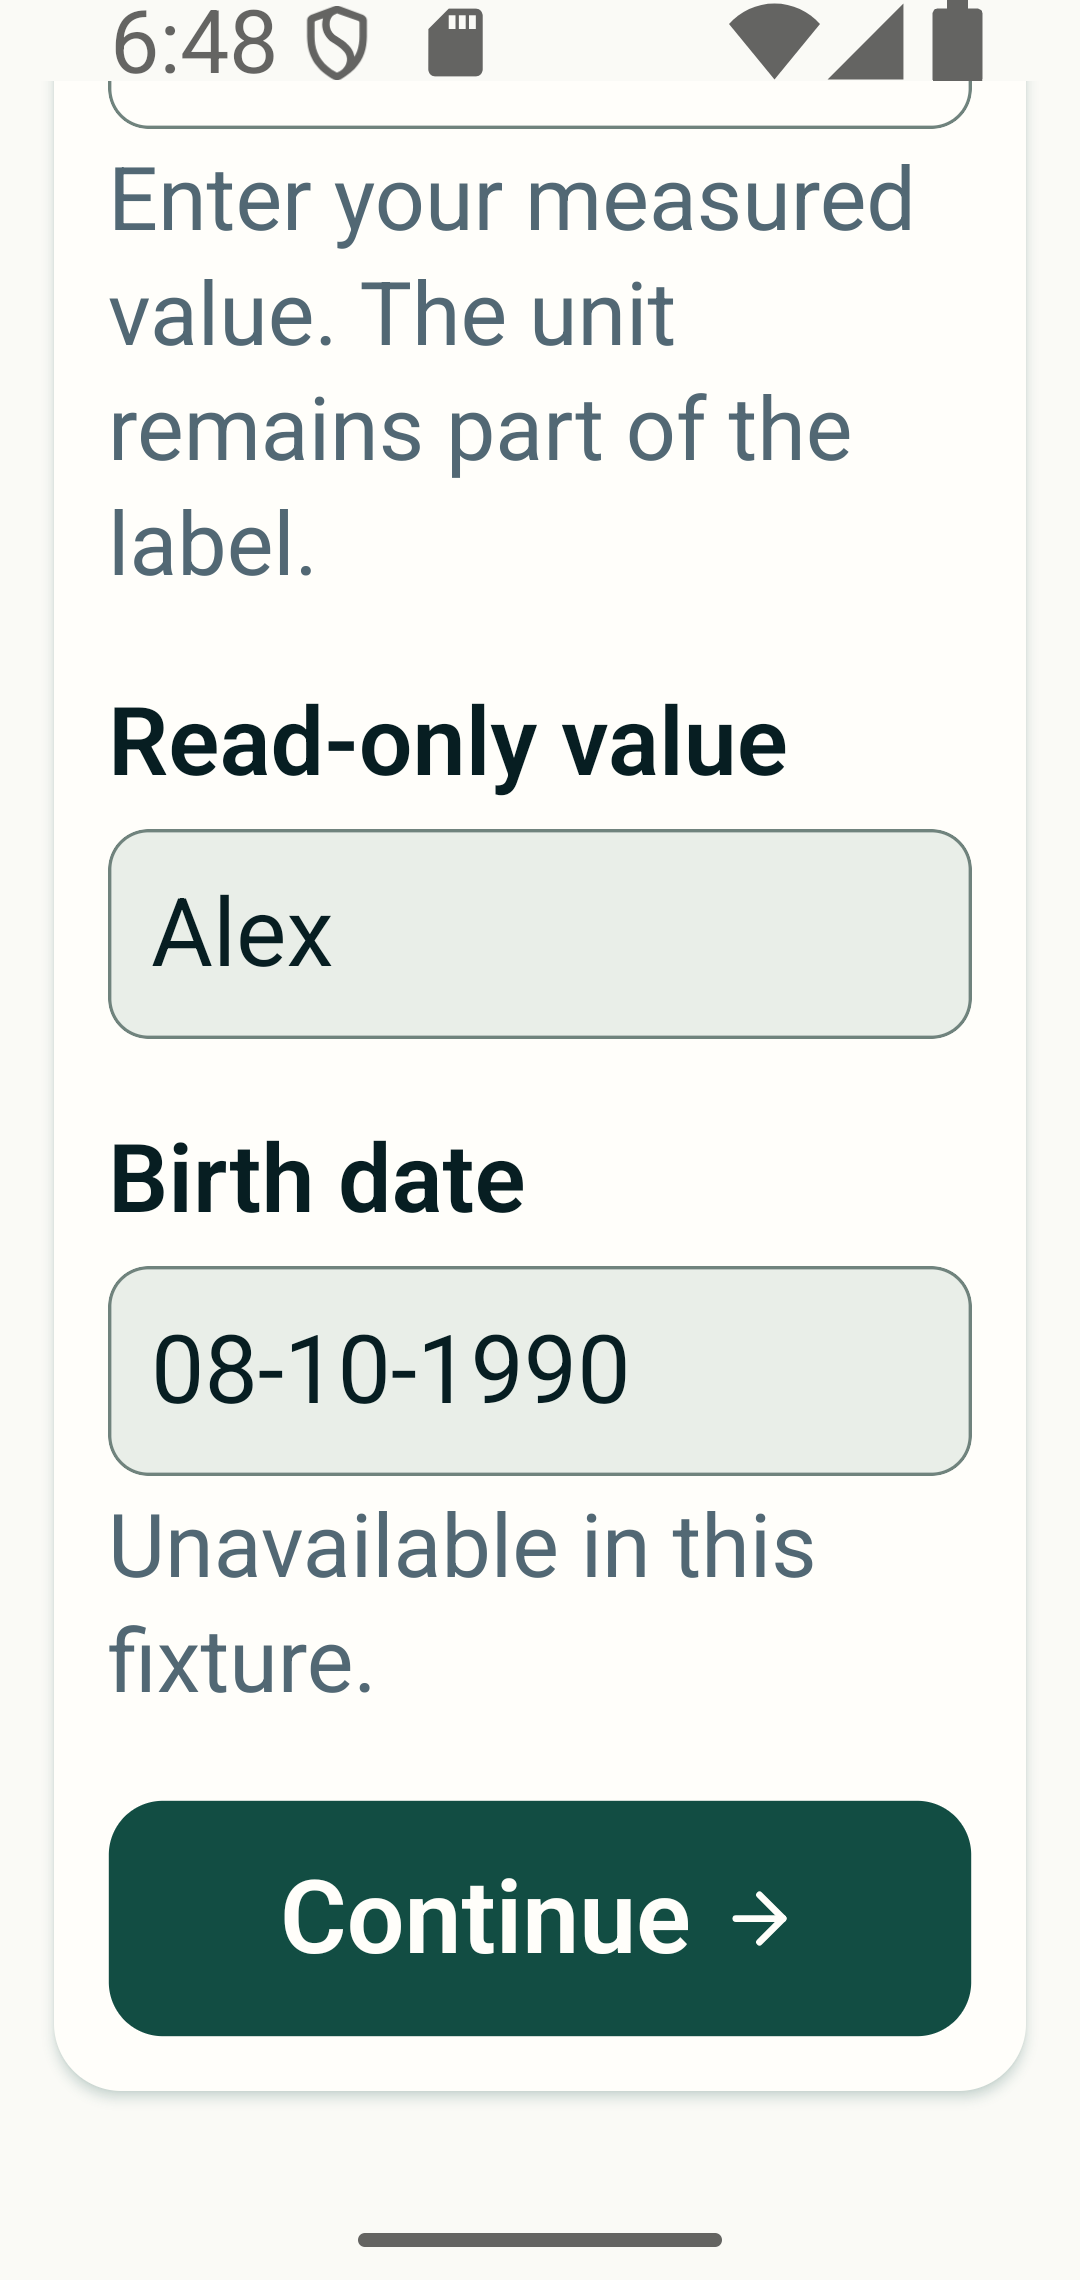 6:48
Enter your measured
value. The unit
remains part of the
label.
Read-only value
Alex
Birth date
08-10-1990
Unavailable in this
fixture.
Continue →